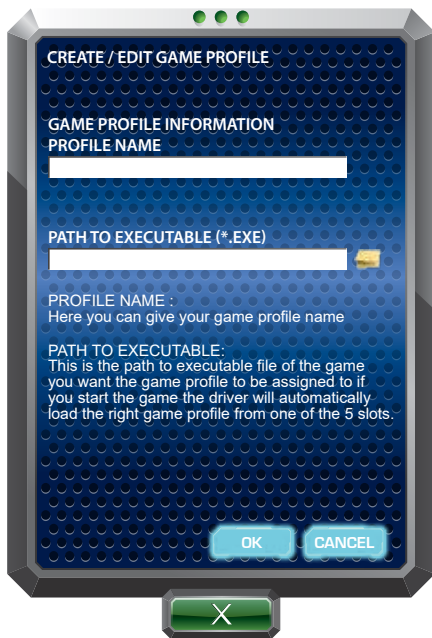 CREATE / EDIT GAME PROFILE
GAME PROFILE INFORMATION
PROFILE NAME
PATH TO EXECUTABLE (*.EXE)
PROFILE NAME :
Here you can give your game profile name
PATH TO EXECUTABLE:
This is the path to executable file of the game
you want the game profile to be assigned to if
you start the game the driver will automatically
load the right game profile from one of the 5 slots.
OK CANCEL
X